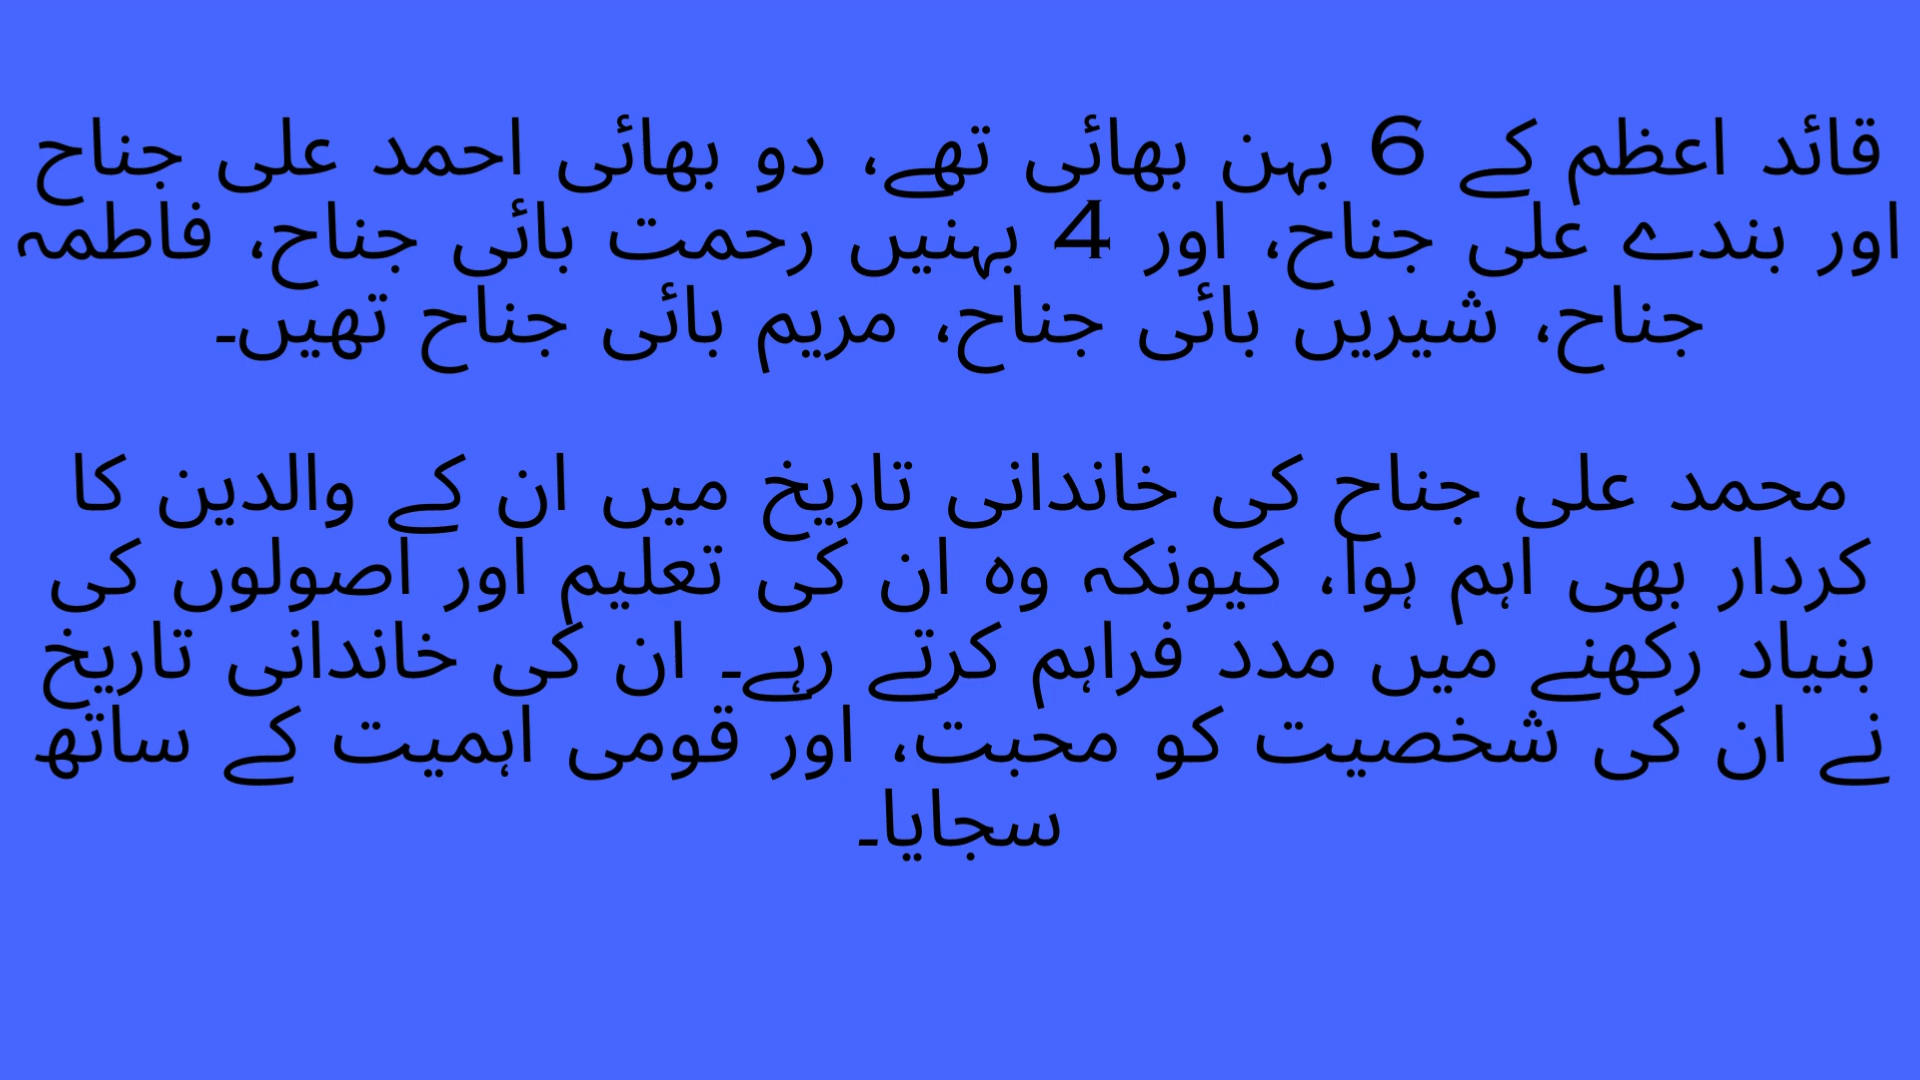 قائد اعظم کے 6 بہن بھائی تھے، دو بھائی احمد علی جناح
اور بندے علی جناح، اور 4 بہنیں رحمت بائی جناح، فاطمہ
جناح، شیریں بائی جناح، مریم بائی جناح تھیں۔
محمد علی جناح کی خاندانی تاریخ میں ان کے والدین کا
کردار بھی اہم ہوا، کیونکہ وہ ان کی تعلیم اور اصولوں کی
بنیاد رکھنے میں مدد فراہم کرتے رہے۔ ان کی خاندانی تاریخ
نے ان کی شخصیت کو محبت، اور قومی اہمیت کے ساتھ
سجایا۔